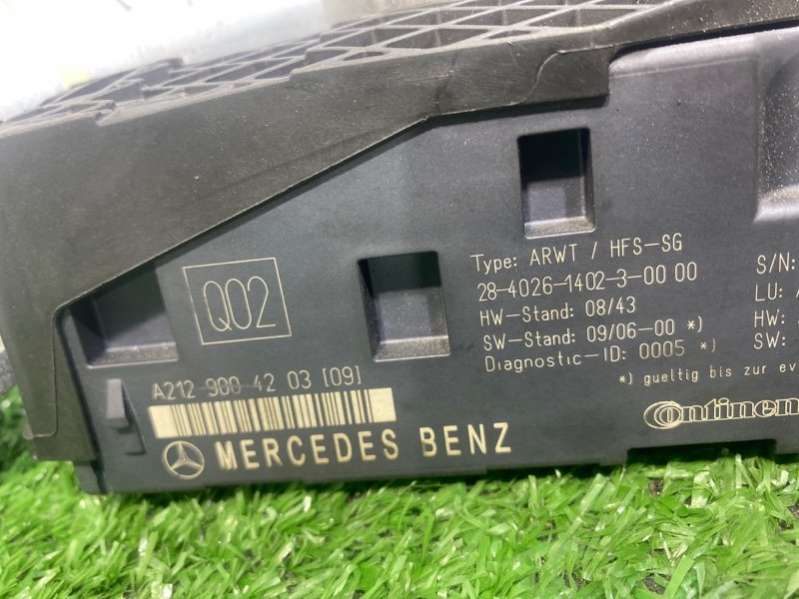 Q02
A212 900 42 03 [09]
MERCEDES BENZ
Type: ARWT / HFS-SG
28-4026-1402-3-00 00
HW-Stand: 08/43
SW-Stand: 09/06-00 *)
Diagnostic-ID: 0005 *)
*) gueltig bis zur
S/N:
LU:
HW:
SW: